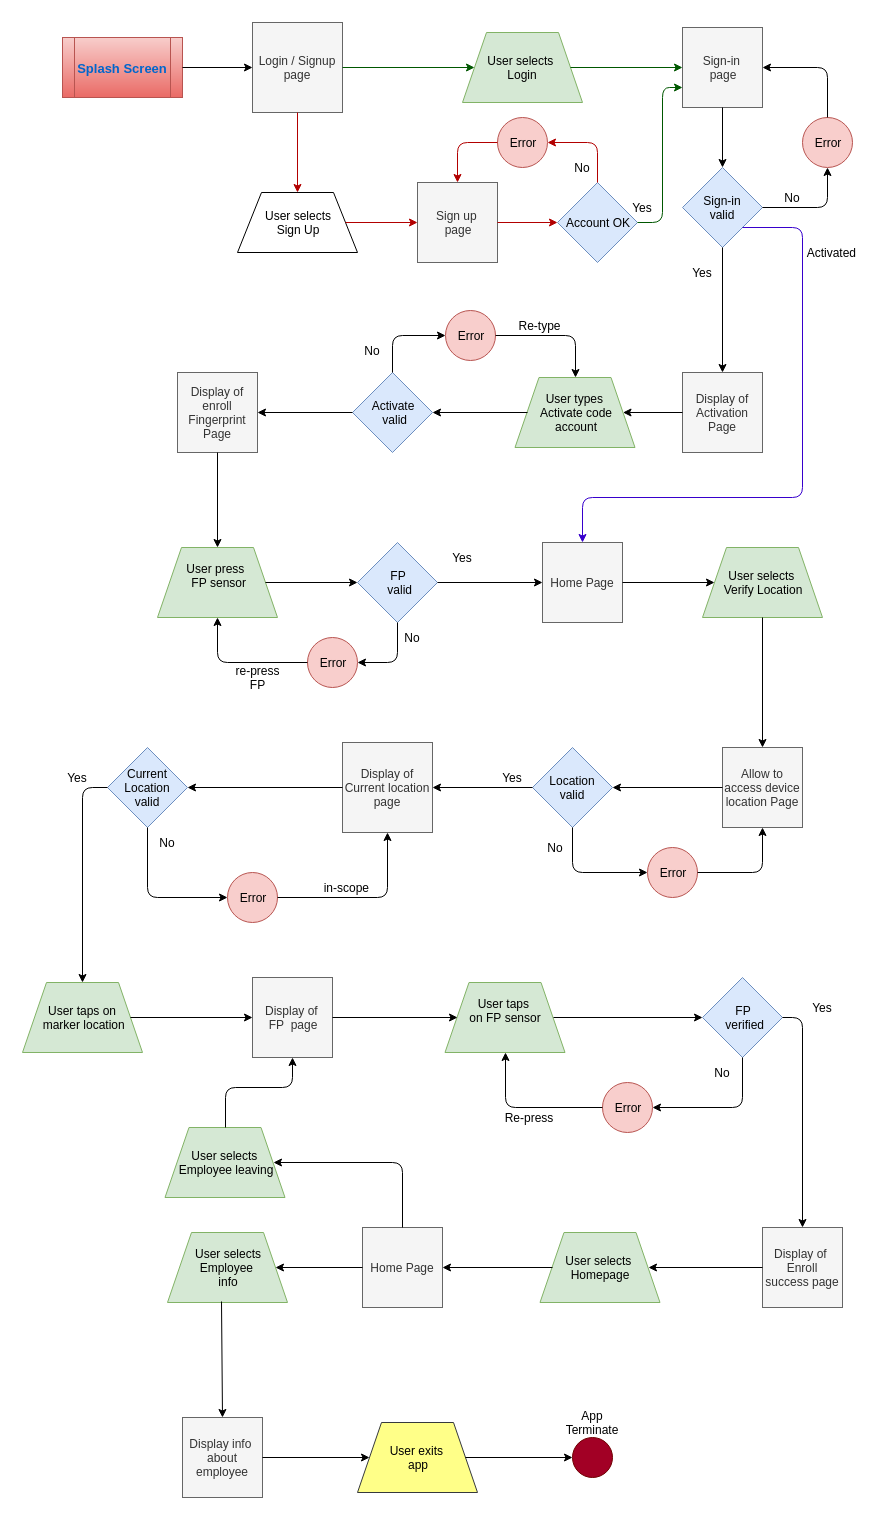 Splash Screen
Login / Signup
page
User selects
Login
Sign-in
page
Error
Error
No
User selects
Sign Up
Sign up
page
Account OK
Yes
Sign-in
valid
No
Activated
Yes
Error
Re-type
No
Display of
enroll
Fingerprint
Page
Activate
valid
User types
Activate code
account
Display of
Activation
Page
User press
FP sensor
FP
valid
Yes
Home Page
User selects
Verify Location
No
Error
re-press
FP
Yes
Current
Location
valid
Display of
Current location
page
Yes
Location
valid
Allow to
access device
location Page
No
No
Error
in-scope
Error
User taps on
marker location
Display of
FP page
User taps
on FP sensor
FP
verified
Yes
No
Error
Re-press
User selects
Employee leaving
User selects
Employee
info
Home Page
User selects
Homepage
Display of
Enroll
success page
Display info
about
employee
User exits
app
App
Terminate